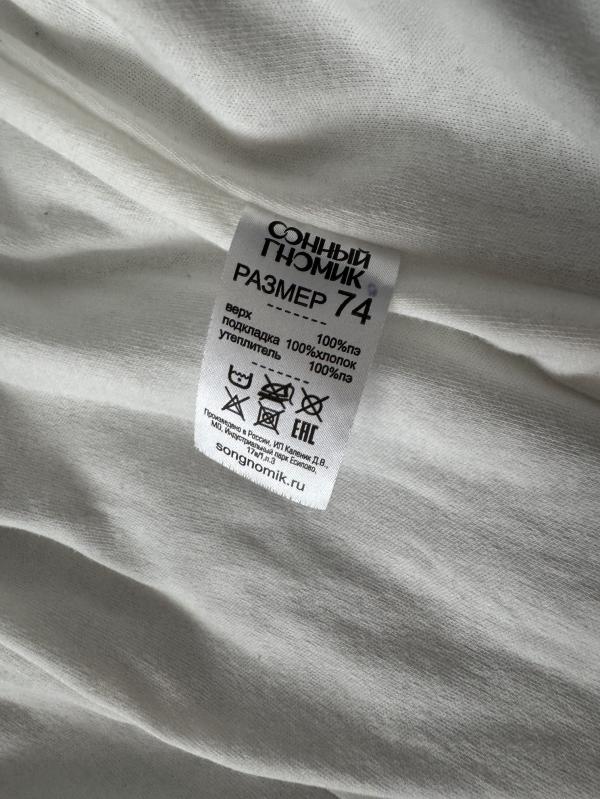 СОННЫЙ
ГНОМИК
РАЗМЕР 74
верх 100%пэ
подкладка 100%хлопок
утеплитель 100%пэ
EAC
Произведено в России, ИП Каленик Д.В.,
МО, Индустриальный парк Есипово,
17в/1,п.3
songnomik.ru